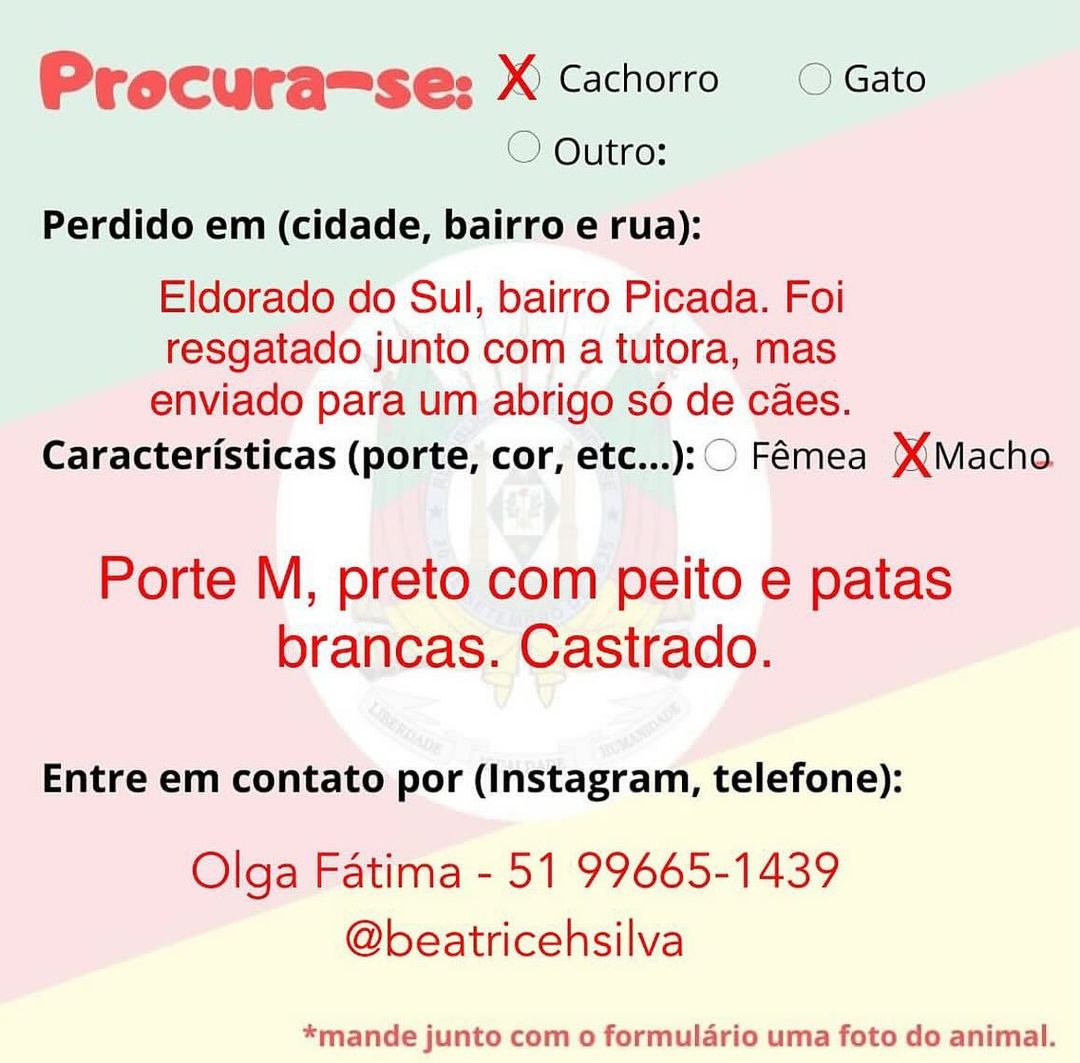 Procura-se: X Cachorro Gato
Outro:
Perdido em (cidade, bairro e rua):
Eldorado do Sul, bairro Picada. Foi
resgatado junto com a tutora, mas
enviado para um abrigo só de cães.
Características (porte, cor, etc...): Fêmea X Macho
Porte M, preto com peito e patas
brancas. Castrado.
LIBERDADE IGUALDADE HUMANIDADE
Entre em contato por (Instagram, telefone):
Olga Fátima - 51 99665-1439
@beatricehsilva
*mande junto com o formulário uma foto do animal.